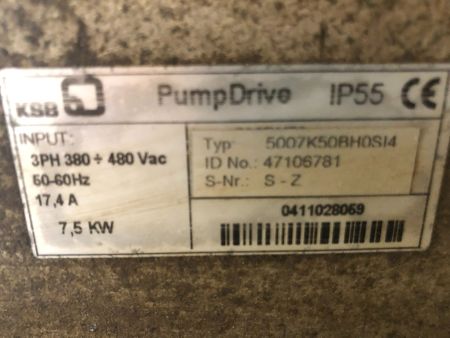 KSB PumpDrive IP55 CE
INPUT:
3PH 380 ÷ 480 Vac
50-60Hz
17,4 A
7,5 KW
Typ: 5007K50BH0SI4
ID No.: 47106781
S-Nr.: S - Z
0411028069